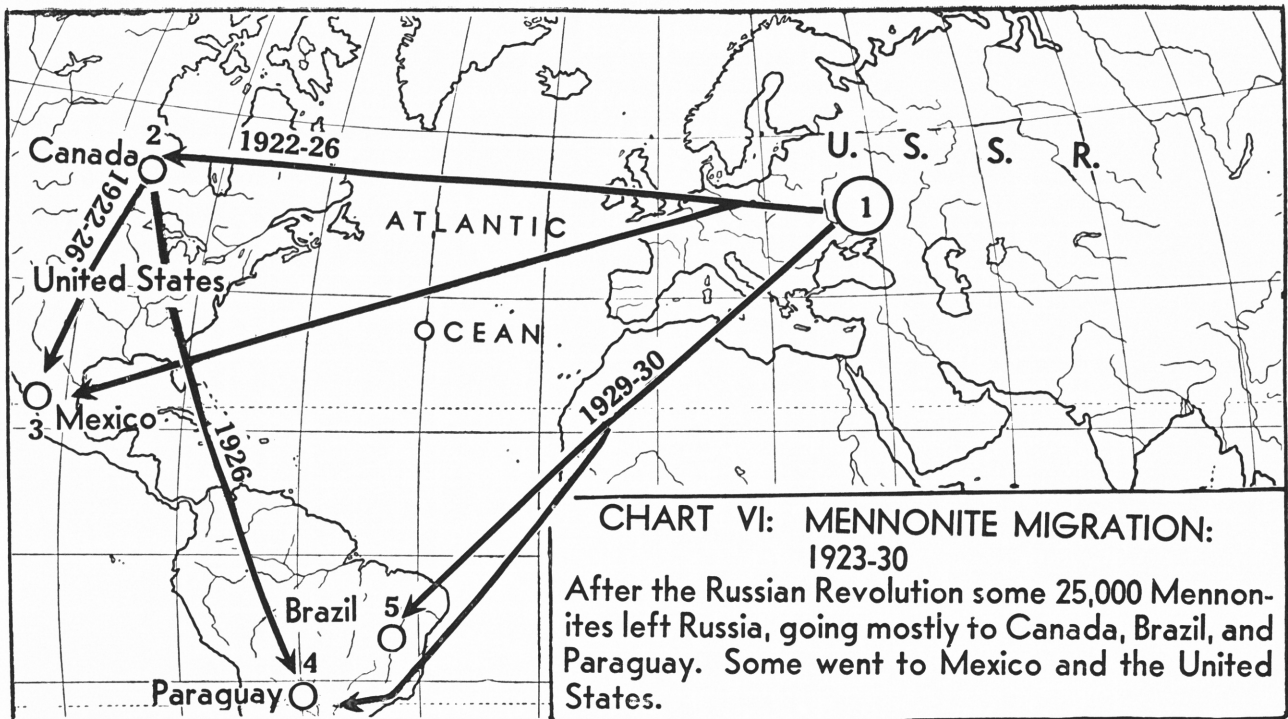 2
1922-26
Canada
U. S. S. R.
1922-26
1
ATLANTIC
United States
OCEAN
1929-30
3
Mexico
1926
CHART VI: MENNONITE MIGRATION:
1923-30
After the Russian Revolution some 25,000 Mennon-
ites left Russia, going mostly to Canada, Brazil, and
Paraguay. Some went to Mexico and the United
States.
Brazil
5
4
Paraguay